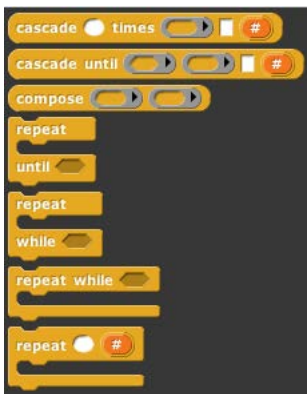 cascade times #
cascade until #
compose
repeat
until
repeat
while
repeat while
repeat #